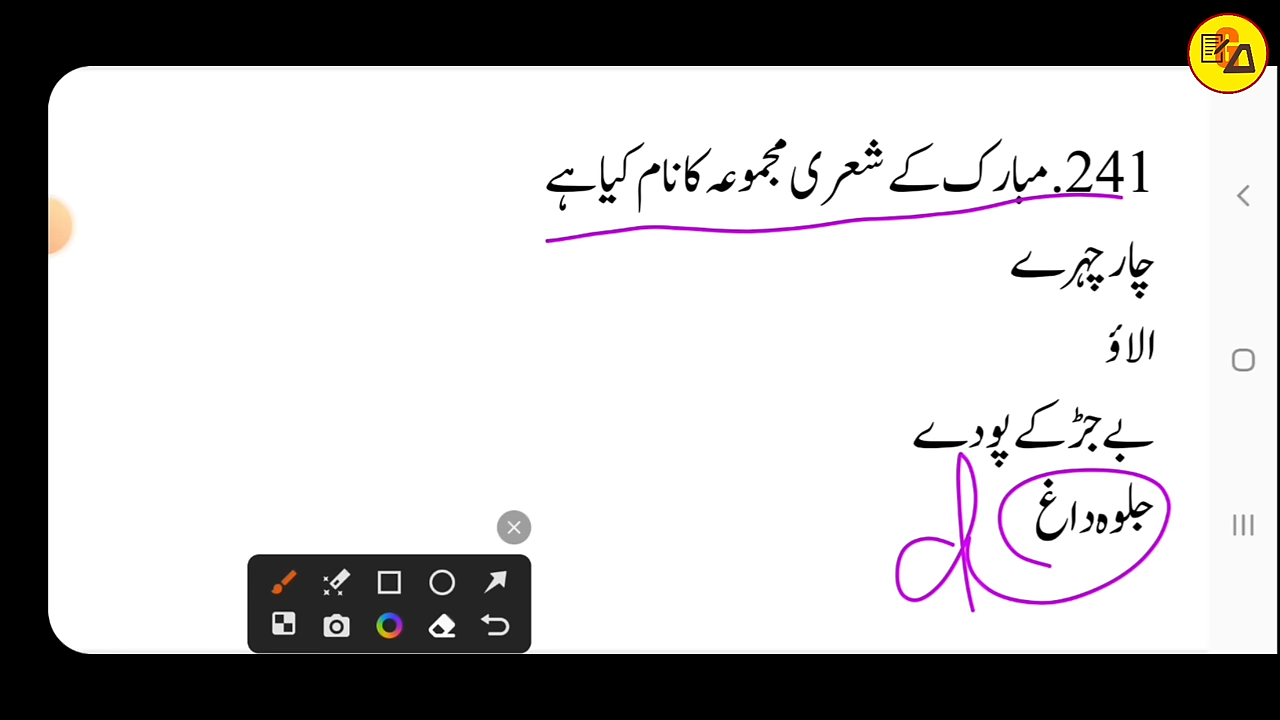 241.مبارک کے شعری مجموعہ کا نام کیا ہے
چار چہرے
الاؤ
بے جڑ کے پودے
جلوہ داغ
d